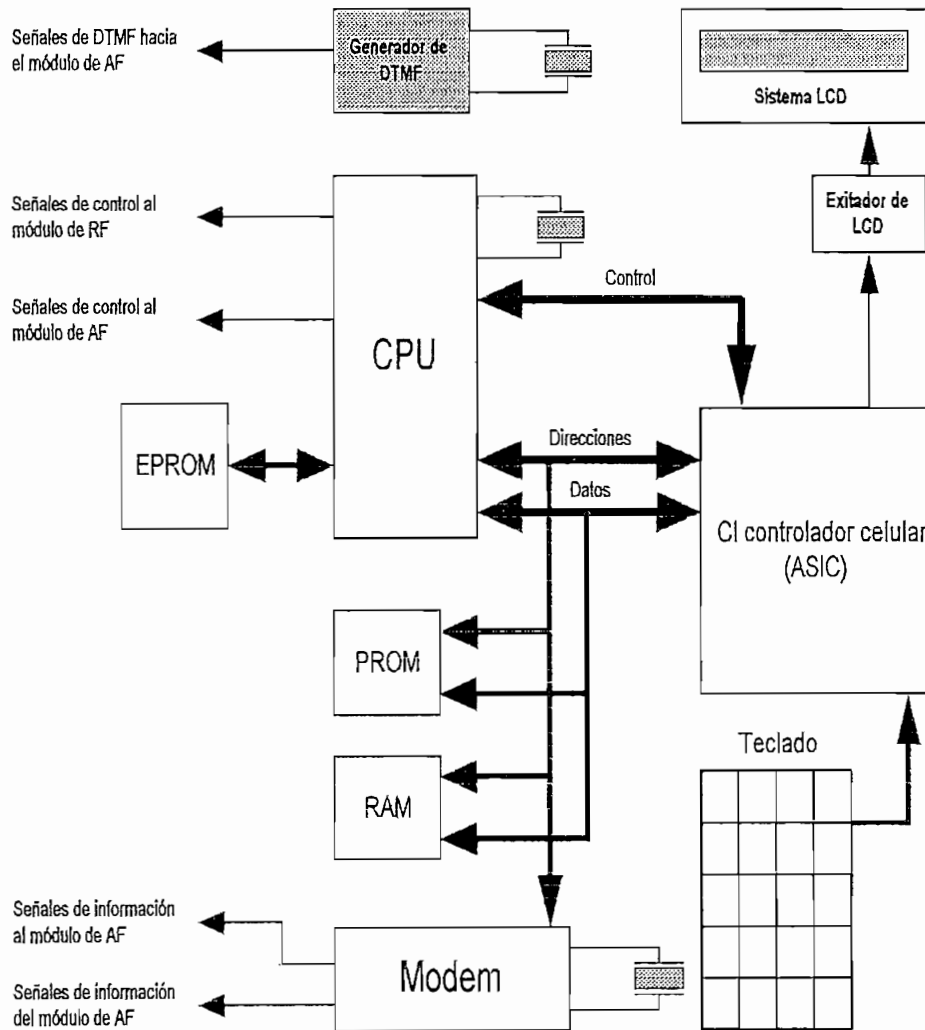 Señales de DTMF hacia
el módulo de AF
Generador de
DTMF
Sistema LCD
Señales de control al
módulo de RF
Exitador de
LCD
Control
Señales de control al
módulo de AF
CPU
EPROM
Direcciones
Datos
CI controlador celular
(ASIC)
PROM
Teclado
RAM
Señales de información
al módulo de AF
Modem
Señales de información
del módulo de AF